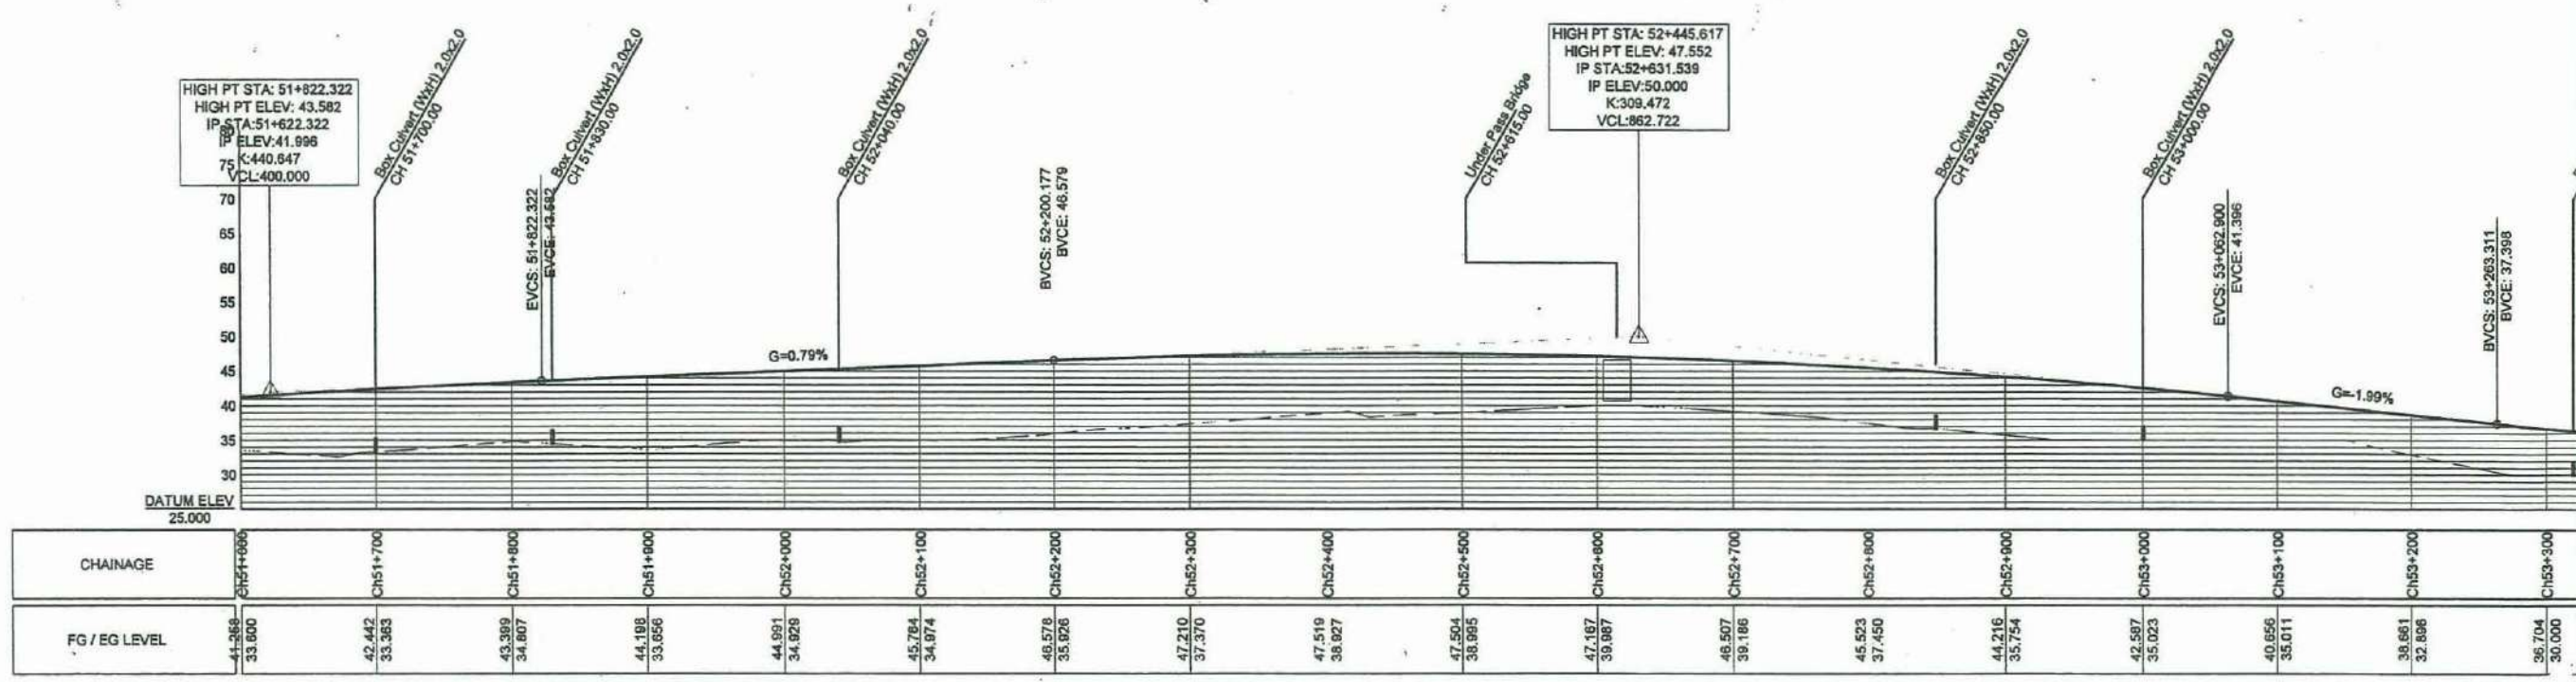 HIGH PT STA: 51+822.322
HIGH PT ELEV: 43.582
IP STA:51+622.322
IP ELEV:41.996
K:440.647
VCL:400.000
Box Culvert (WxH) 2.0x2.0
CH 51+700.00
EVCS: 51+822.322
EVCE: 43.582
Box Culvert (WxH) 2.0x2.0
CH 51+830.00
Box Culvert (WxH) 2.0x2.0
CH 52+040.00
BVCS: 52+200.177
BVCE: 46.579
Under Pass Bridge
CH 52+615.00
HIGH PT STA: 52+445.617
HIGH PT ELEV: 47.552
IP STA:52+631.539
IP ELEV:50.000
K:309.472
VCL:862.722
Box Culvert (WxH) 2.0x2.0
CH 52+850.00
Box Culvert (WxH) 2.0x2.0
CH 53+000.00
EVCS: 53+062.900
EVCE: 41.396
BVCS: 53+263.311
BVCE: 37.398
80
75
70
65
60
55
50
45
40
35
30
G=0.79%
G=-1.99%
DATUM ELEV
25.000
CHAINAGE
Ch51+600
Ch51+700
Ch51+800
Ch51+900
Ch52+000
Ch52+100
Ch52+200
Ch52+300
Ch52+400
Ch52+500
Ch52+600
Ch52+700
Ch52+800
Ch52+900
Ch53+000
Ch53+100
Ch53+200
Ch53+300
FG / EG LEVEL
41.258
33.600
42.442
33.363
43.399
34.807
44.198
33.656
44.991
34.929
45.784
34.974
46.578
35.926
47.210
37.370
47.519
38.927
47.504
38.995
47.167
39.987
46.507
39.186
45.523
37.450
44.216
35.754
42.587
35.023
40.656
35.011
38.661
32.896
36.704
30.000